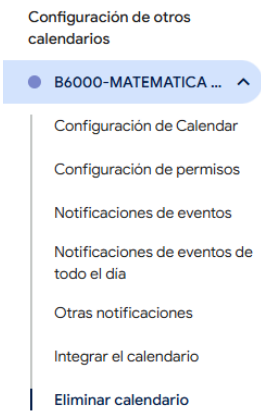 Configuración de otros
calendarios
B6000-MATEMATICA ...
Configuración de Calendar
Configuración de permisos
Notificaciones de eventos
Notificaciones de eventos de
todo el día
Otras notificaciones
Integrar el calendario
Eliminar calendario